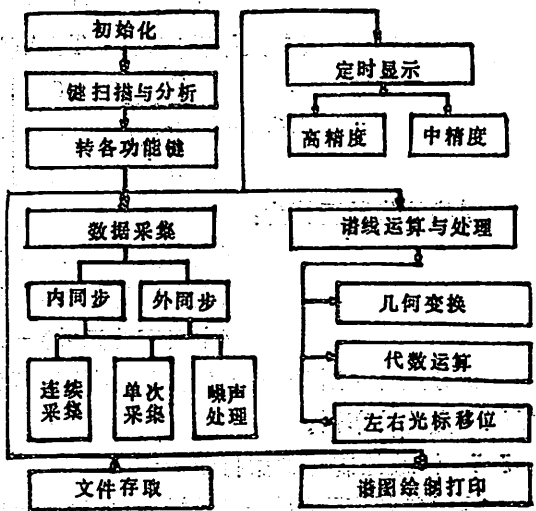 初始化
键扫描与分析
转各功能键
定时显示
高精度
中精度
数据采集
内同步
外同步
连续
采集
单次
采集
噪声
处理
谱线运算与处理
几何变换
代数运算
左右光标移位
文件存取
谱图绘制打印